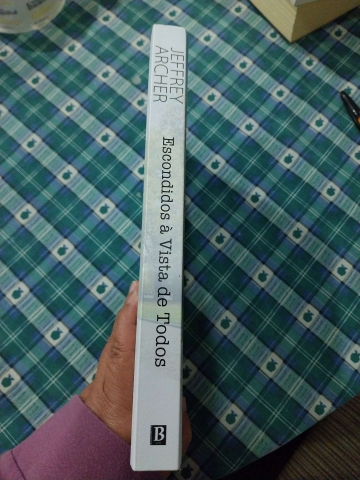 JEFFREY
ARCHER
Escondidos à Vista de Todos
B